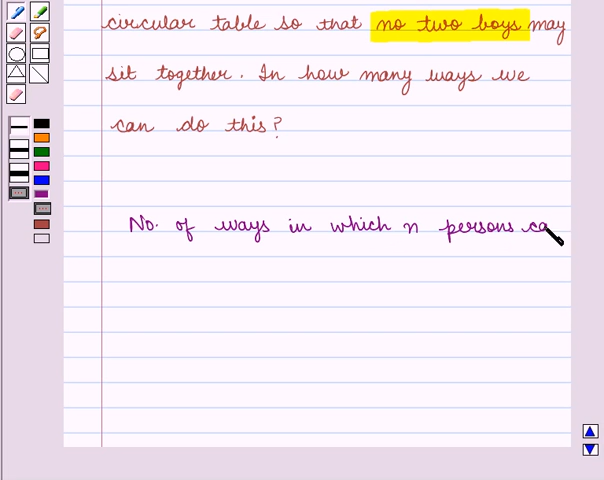 circular table so that no two boys may
sit together. In how many ways we
can do this?
No. of ways in which n persons ca